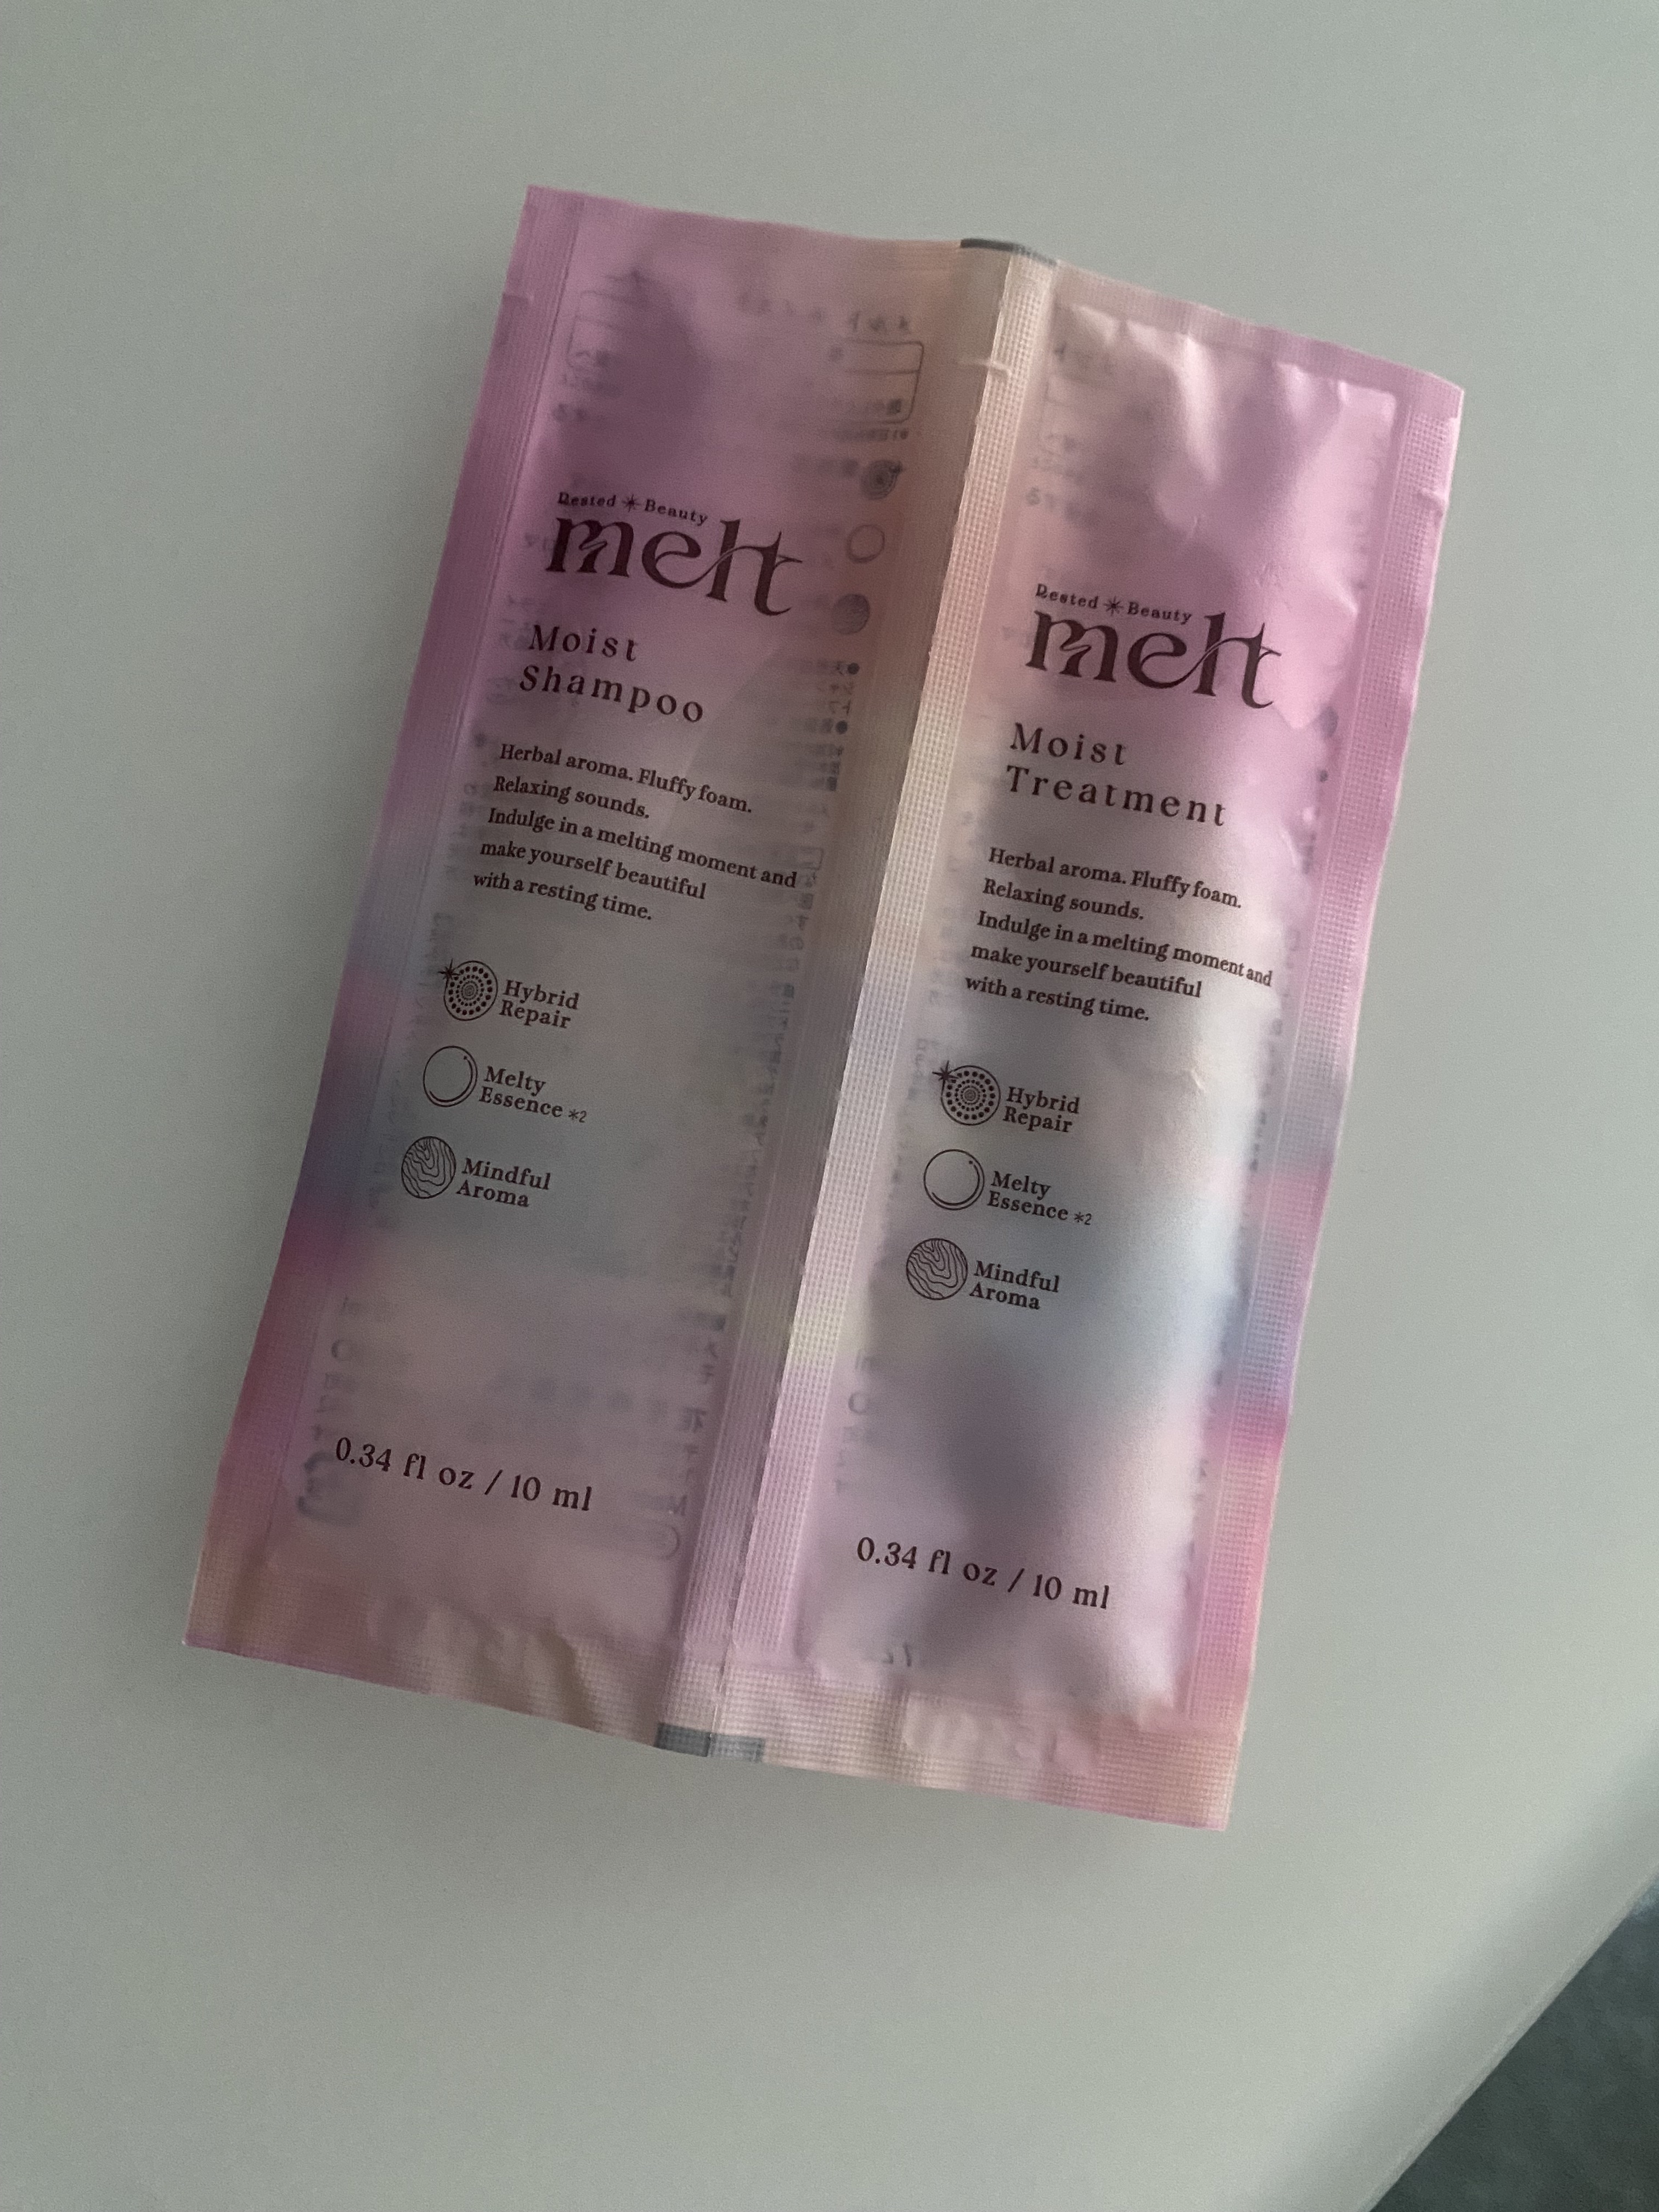 Rested Beauty
melt
Moist
Shampoo
Herbal aroma. Fluffy foam.
Relaxing sounds.
Indulge in a melting moment and
make yourself beautiful
with a resting time.
Hybrid
Repair
Melty
Essence *2
Mindful
Aroma
0.34 fl oz / 10 ml
Rested Beauty
melt
Moist
Treatment
Herbal aroma. Fluffy foam.
Relaxing sounds.
Indulge in a melting moment and
make yourself beautiful
with a resting time.
Hybrid
Repair
Melty
Essence *2
Mindful
Aroma
0.34 fl oz / 10 ml